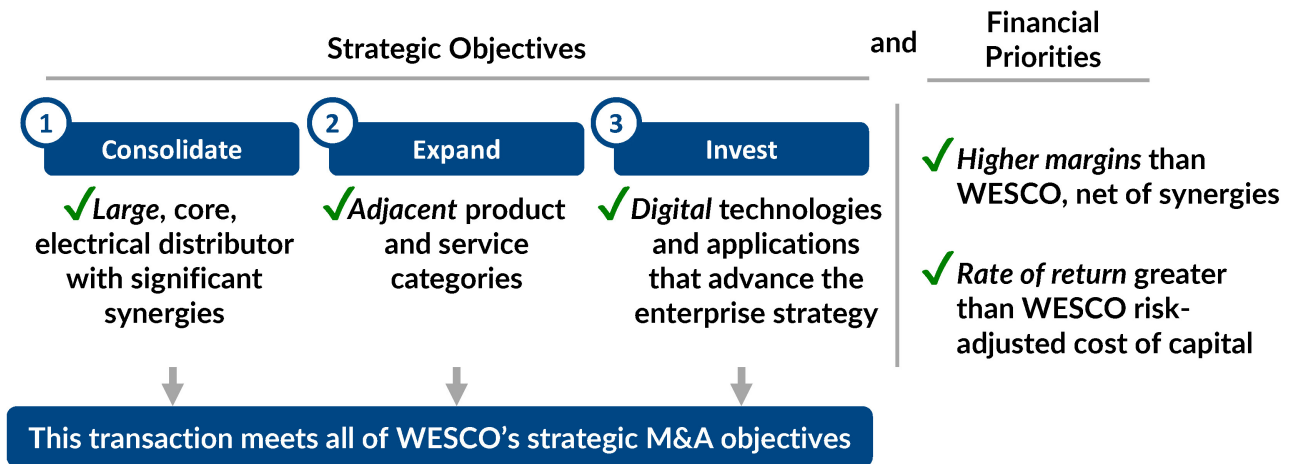 Strategic Objectives
and
Financial
Priorities
1
Consolidate
Large, core,
electrical distributor
with significant
synergies
2
Expand
Adjacent product
and service
categories
3
Invest
Digital technologies
and applications
that advance the
enterprise strategy
Higher margins than
WESCO, net of synergies
Rate of return greater
than WESCO risk-
adjusted cost of capital
This transaction meets all of WESCO’s strategic M&A objectives